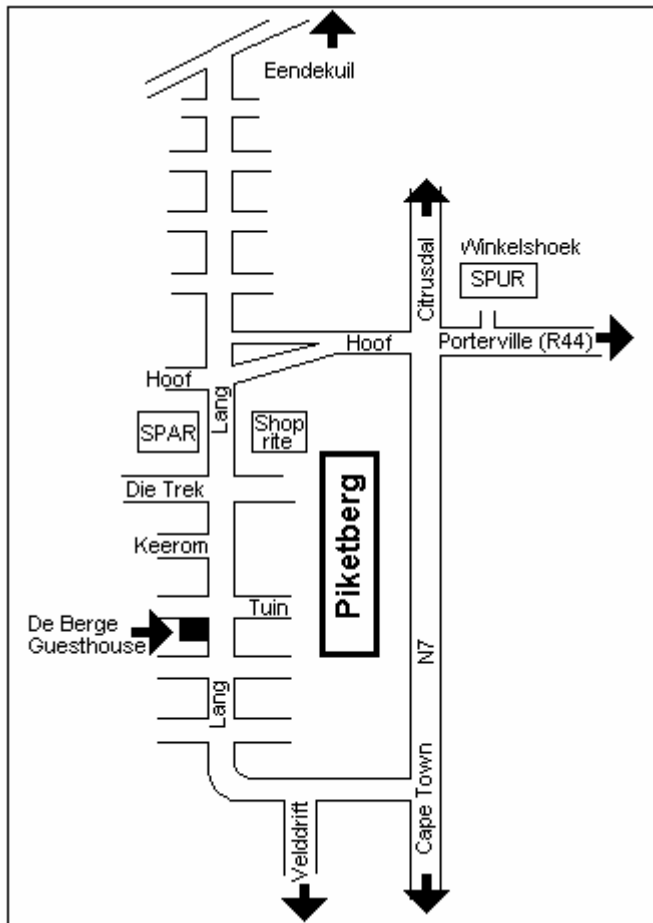 Eendekuil
Citrusdal
Winkelshoek
SPUR
Hoof
Porterville (R44)
Hoof
Lang
SPAR
Shop
rite
Die Trek
Keerom
Piketberg
Tuin
De Berge
Guesthouse
N7
Lang
Cape Town
Velddrift